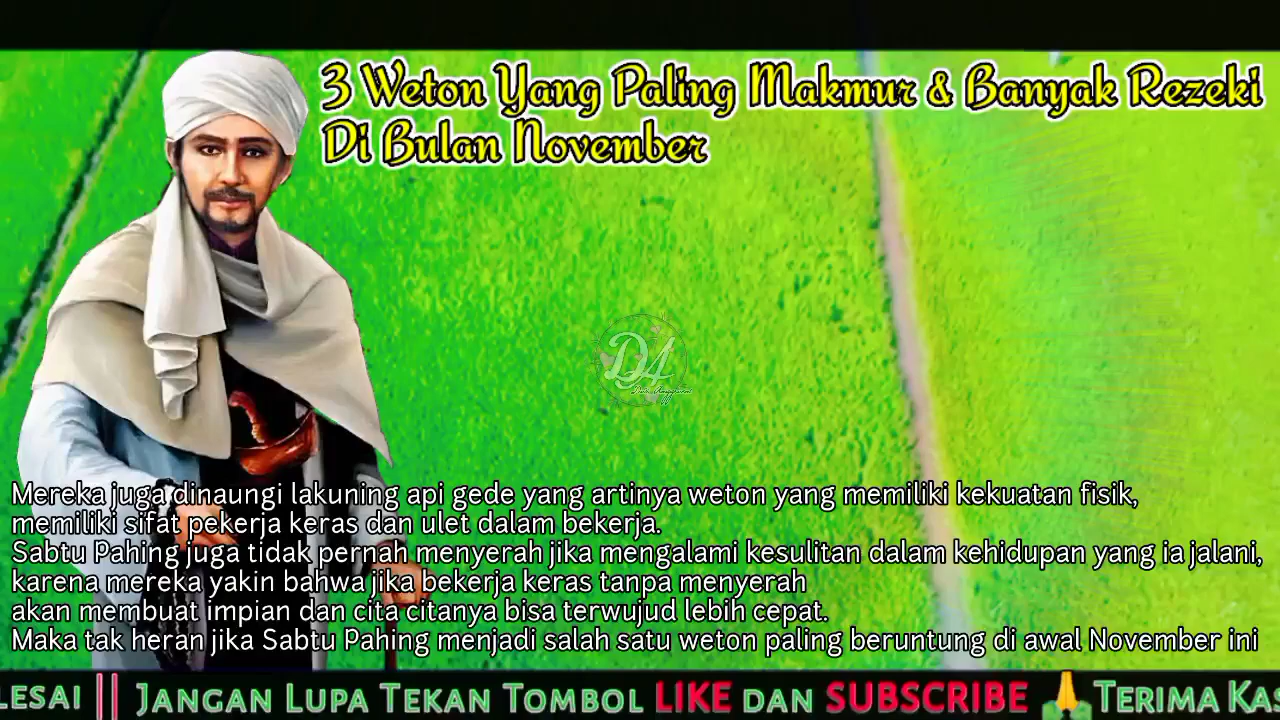 3 Weton Yang Paling Makmur & Banyak Rezeki
Di Bulan November
DA
Mereka juga dinaungi lakuning api gede yang artinya weton yang memiliki kekuatan fisik,
memiliki sifat pekerja keras dan ulet dalam bekerja.
Sabtu Pahing juga tidak pernah menyerah jika mengalami kesulitan dalam kehidupan yang ia jalani,
karena mereka yakin bahwa jika bekerja keras tanpa menyerah
akan membuat impian dan cita citanya bisa terwujud lebih cepat.
Maka tak heran jika Sabtu Pahing menjadi salah satu weton paling beruntung di awal November ini
LESAI || JANGAN LUPA TEKAN TOMBOL LIKE DAN SUBSCRIBE 🙏 TERIMA KAS